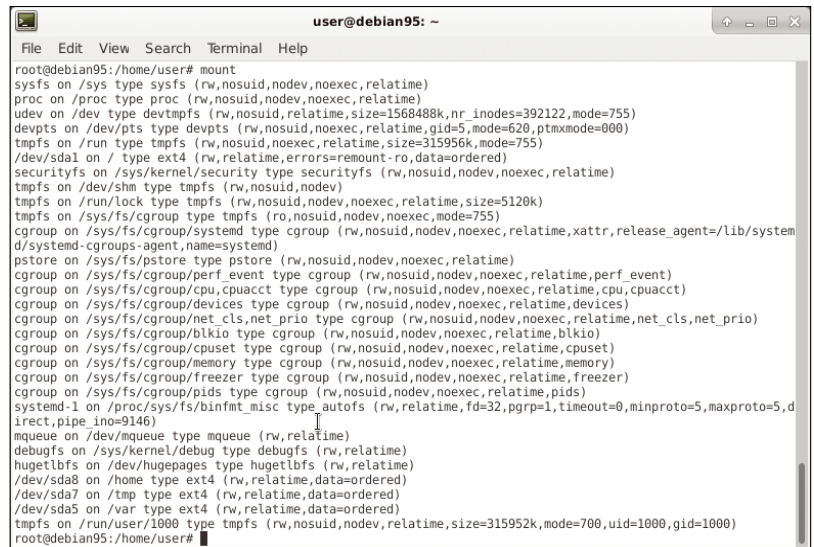 user@debian95: ~
File Edit View Search Terminal Help
root@debian95:/home/user# mount
sysfs on /sys type sysfs (rw,nosuid,nodev,noexec,relatime)
proc on /proc type proc (rw,nosuid,nodev,noexec,relatime)
udev on /dev type devtmpfs (rw,nosuid,relatime,size=1568488k,nr_inodes=392122,mode=755)
devpts on /dev/pts type devpts (rw,nosuid,noexec,relatime,gid=5,mode=620,ptmxmode=000)
tmpfs on /run type tmpfs (rw,nosuid,noexec,relatime,size=315956k,mode=755)
/dev/sda1 on / type ext4 (rw,relatime,errors=remount-ro,data=ordered)
securityfs on /sys/kernel/security type securityfs (rw,nosuid,nodev,noexec,relatime)
tmpfs on /dev/shm type tmpfs (rw,nosuid,nodev)
tmpfs on /run/lock type tmpfs (rw,nosuid,nodev,noexec,relatime,size=5120k)
tmpfs on /sys/fs/cgroup type tmpfs (ro,nosuid,nodev,noexec,mode=755)
cgroup on /sys/fs/cgroup/systemd type cgroup (rw,nosuid,nodev,noexec,relatime,xattr,release_agent=/lib/system
d/systemd-cgroups-agent,name=systemd)
pstore on /sys/fs/pstore type pstore (rw,nosuid,nodev,noexec,relatime)
cgroup on /sys/fs/cgroup/perf_event type cgroup (rw,nosuid,nodev,noexec,relatime,perf_event)
cgroup on /sys/fs/cgroup/cpu,cpuacct type cgroup (rw,nosuid,nodev,noexec,relatime,cpu,cpuacct)
cgroup on /sys/fs/cgroup/devices type cgroup (rw,nosuid,nodev,noexec,relatime,devices)
cgroup on /sys/fs/cgroup/net_cls,net_prio type cgroup (rw,nosuid,nodev,noexec,relatime,net_cls,net_prio)
cgroup on /sys/fs/cgroup/blkio type cgroup (rw,nosuid,nodev,noexec,relatime,blkio)
cgroup on /sys/fs/cgroup/cpuset type cgroup (rw,nosuid,nodev,noexec,relatime,cpuset)
cgroup on /sys/fs/cgroup/memory type cgroup (rw,nosuid,nodev,noexec,relatime,memory)
cgroup on /sys/fs/cgroup/freezer type cgroup (rw,nosuid,nodev,noexec,relatime,freezer)
cgroup on /sys/fs/cgroup/pids type cgroup (rw,nosuid,nodev,noexec,relatime,pids)
systemd-1 on /proc/sys/fs/binfmt_misc type autofs (rw,relatime,fd=32,pgrp=1,timeout=0,minproto=5,maxproto=5,d
irect,pipe_ino=9146)
mqueue on /dev/mqueue type mqueue (rw,relatime)
debugfs on /sys/kernel/debug type debugfs (rw,relatime)
hugetlbfs on /dev/hugepages type hugetlbfs (rw,relatime)
/dev/sda8 on /home type ext4 (rw,relatime,data=ordered)
/dev/sda7 on /tmp type ext4 (rw,relatime,data=ordered)
/dev/sda5 on /var type ext4 (rw,relatime,data=ordered)
tmpfs on /run/user/1000 type tmpfs (rw,nosuid,nodev,relatime,size=315952k,mode=700,uid=1000,gid=1000)
root@debian95:/home/user#